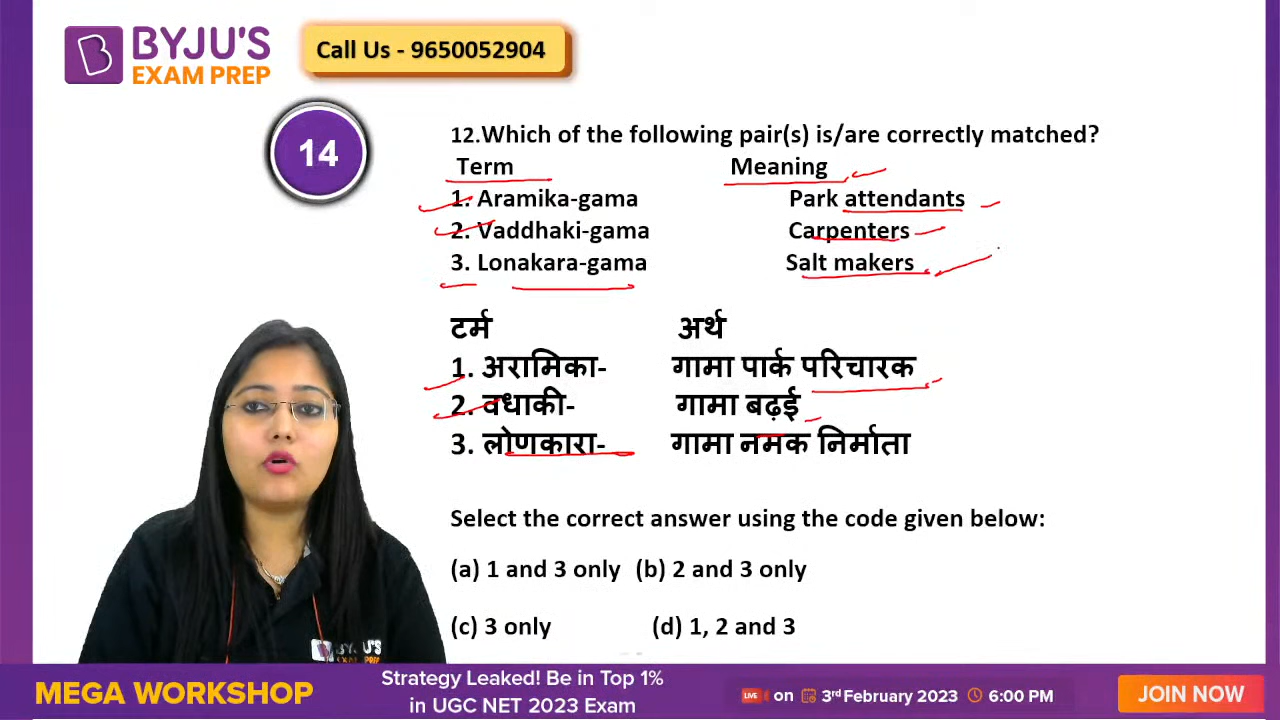 BYJU'S
EXAM PREP
Call Us - 9650052904
14
12.Which of the following pair(s) is/are correctly matched?
Term Meaning
1. Aramika-gama Park attendants
2. Vaddhaki-gama Carpenters
3. Lonakara-gama Salt makers
टर्म अर्थ
1. अरामिका- गामा पार्क परिचारक
2. वधाकी- गामा बढ़ई
3. लोणकारा- गामा नमक निर्माता
Select the correct answer using the code given below:
(a) 1 and 3 only (b) 2 and 3 only
(c) 3 only (d) 1, 2 and 3
MEGA WORKSHOP
Strategy Leaked! Be in Top 1%
in UGC NET 2023 Exam
LIVE on 3rd February 2023 6:00 PM
JOIN NOW